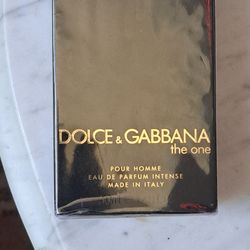 DOLCE & GABBANA
the one
POUR HOMME
EAU DE PARFUM INTENSE
MADE IN ITALY